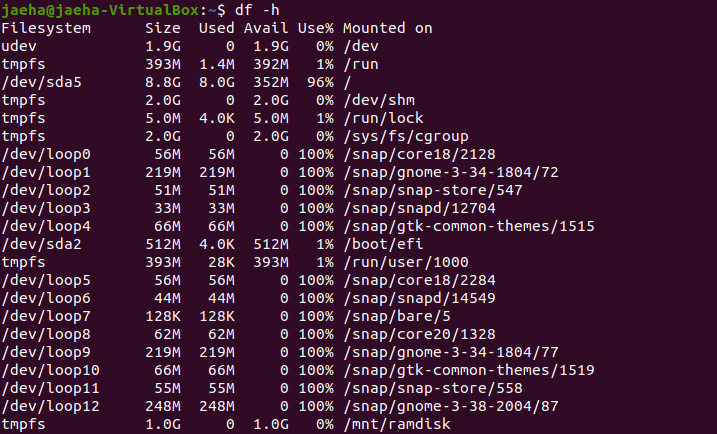 jaeha@jaeha-VirtualBox:~$ df -h
Filesystem      Size  Used Avail Use% Mounted on
udev            1.9G     0  1.9G   0% /dev
tmpfs           393M  1.4M  392M   1% /run
/dev/sda5       8.8G  8.0G  352M  96% /
tmpfs           2.0G     0  2.0G   0% /dev/shm
tmpfs           5.0M  4.0K  5.0M   1% /run/lock
tmpfs           2.0G     0  2.0G   0% /sys/fs/cgroup
/dev/loop0       56M   56M     0 100% /snap/core18/2128
/dev/loop1      219M  219M     0 100% /snap/gnome-3-34-1804/72
/dev/loop2       51M   51M     0 100% /snap/snap-store/547
/dev/loop3       33M   33M     0 100% /snap/snapd/12704
/dev/loop4       66M   66M     0 100% /snap/gtk-common-themes/1515
/dev/sda2       512M  4.0K  512M   1% /boot/efi
tmpfs           393M   28K  393M   1% /run/user/1000
/dev/loop5       56M   56M     0 100% /snap/core18/2284
/dev/loop6       44M   44M     0 100% /snap/snapd/14549
/dev/loop7      128K  128K     0 100% /snap/bare/5
/dev/loop8       62M   62M     0 100% /snap/core20/1328
/dev/loop9      219M  219M     0 100% /snap/gnome-3-34-1804/77
/dev/loop10      66M   66M     0 100% /snap/gtk-common-themes/1519
/dev/loop11      55M   55M     0 100% /snap/snap-store/558
/dev/loop12     248M  248M     0 100% /snap/gnome-3-38-2004/87
tmpfs           1.0G     0  1.0G   0% /mnt/ramdisk